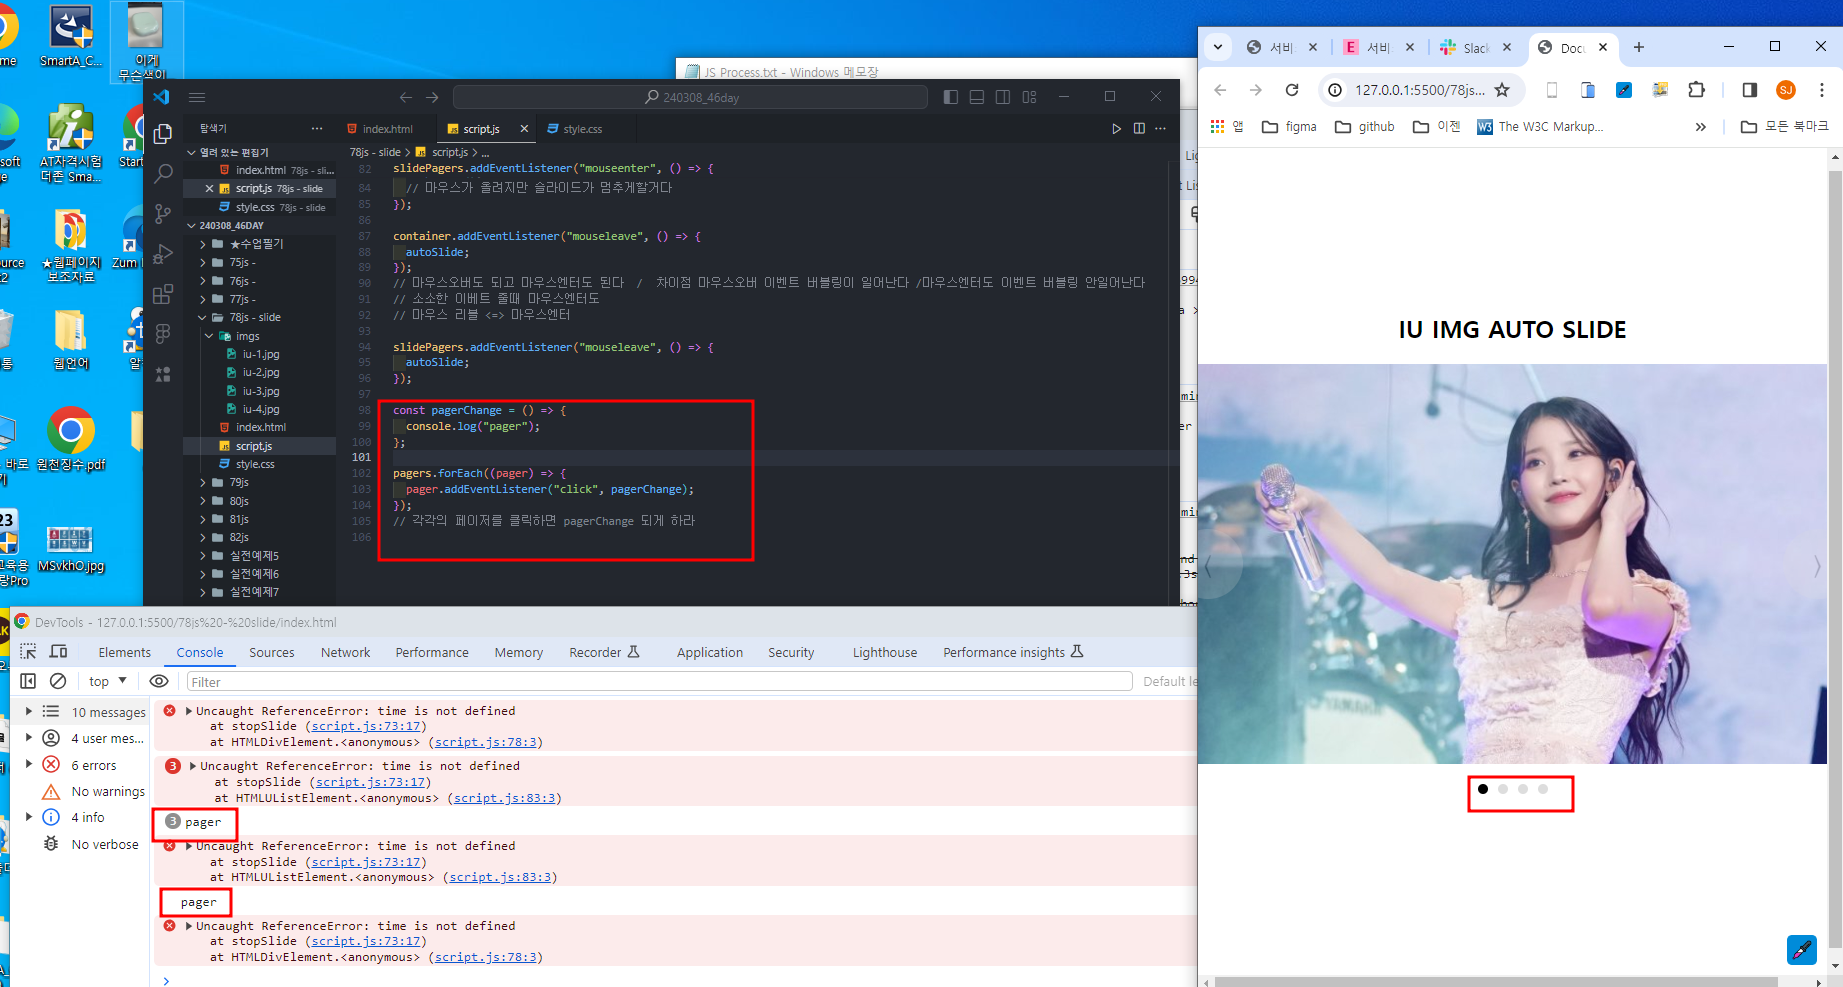 ome
SmartA_C...
이게
무슨색이...
JS Process.txt - Windows 메모장
서비
서비
Slack
Docu
240308_46day
127.0.0.1:5500/78js...
SJ
앱
figma
github
이젠
The W3C Markup...
모든 북마크
탐색기
index.html
script.js
style.css
열려 있는 편집기
index.html 78js - sli...
script.js 78js - slide
style.css 78js - slide
240308_46DAY
★수업필기
75js -
76js -
77js -
78js - slide
imgs
iu-1.jpg
iu-2.jpg
iu-3.jpg
iu-4.jpg
index.html
script.js
style.css
79js
80js
81js
82js
실전예제5
실전예제6
실전예제7
78js - slide > script.js > ...
82 slidePagers.addEventListener("mouseenter", () => {
84 // 마우스가 올려지만 슬라이드가 멈추게할거다
85 });
86
87 container.addEventListener("mouseleave", () => {
88 autoSlide;
89 });
90 // 마우스오버도 되고 마우스엔터도 된다 / 차이점 마우스오버 이벤트 버블링이 일어난다 /마우스엔터도 이벤트 버블링 안일어난다
91 // 소소한 이베트 줄때 마우스엔터도
92 // 마우스 리블 <=> 마우스엔터
93
94 slidePagers.addEventListener("mouseleave", () => {
95 autoSlide;
96 });
97
98 const pagerChange = () => {
99 console.log("pager");
100 };
101
102 pagers.forEach((pager) => {
103 pager.addEventListener("click", pagerChange);
104 });
105 // 각각의 페이저를 클릭하면 pagerChange 되게 하라
106
AT자격시험
더존 Sma...
Start
★웹페이지
보조자료
Zum
웹언어
원천징수.pdf
MSvkhO.jpg
IU IMG AUTO SLIDE
YAMAHA
DevTools - 127.0.0.1:5500/78js%20-%20slide/index.html
Elements
Console
Sources
Network
Performance
Memory
Recorder
Application
Security
Lighthouse
Performance insights
top
Filter
Default le
10 messages
4 user mes...
6 errors
No warnings
4 info
No verbose
Uncaught ReferenceError: time is not defined
at stopSlide (script.js:73:17)
at HTMLDivElement.<anonymous> (script.js:78:3)
3 Uncaught ReferenceError: time is not defined
at stopSlide (script.js:73:17)
at HTMLUListElement.<anonymous> (script.js:83:3)
3 pager
Uncaught ReferenceError: time is not defined
at stopSlide (script.js:73:17)
at HTMLUListElement.<anonymous> (script.js:83:3)
pager
Uncaught ReferenceError: time is not defined
at stopSlide (script.js:73:17)
at HTMLDivElement.<anonymous> (script.js:78:3)